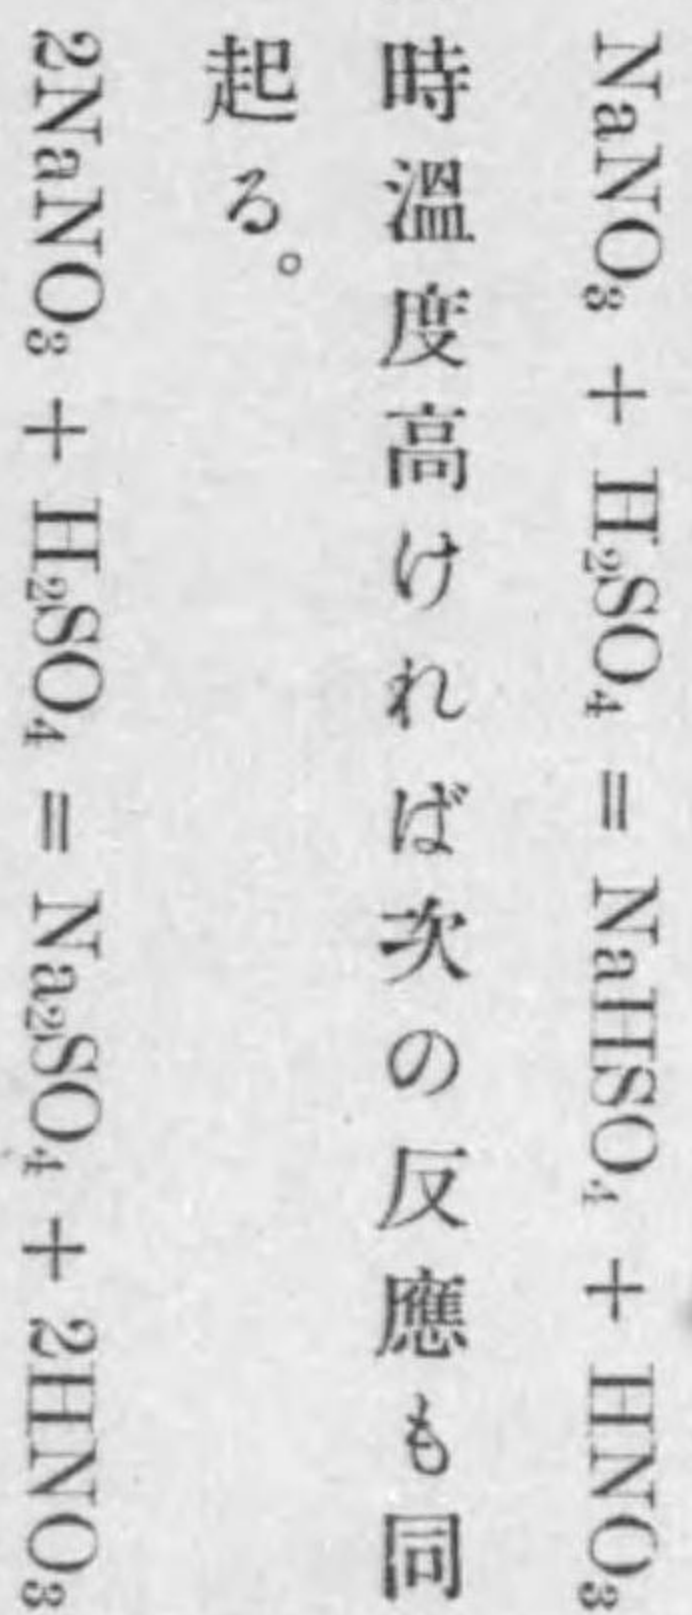 NaNO₃ + H₂SO₄ = NaHSO₄ + HNO₃
時溫度高ければ次の反應も同
起る。
2NaNO₃ + H₂SO₄ = Na₂SO₄ + 2HNO₃